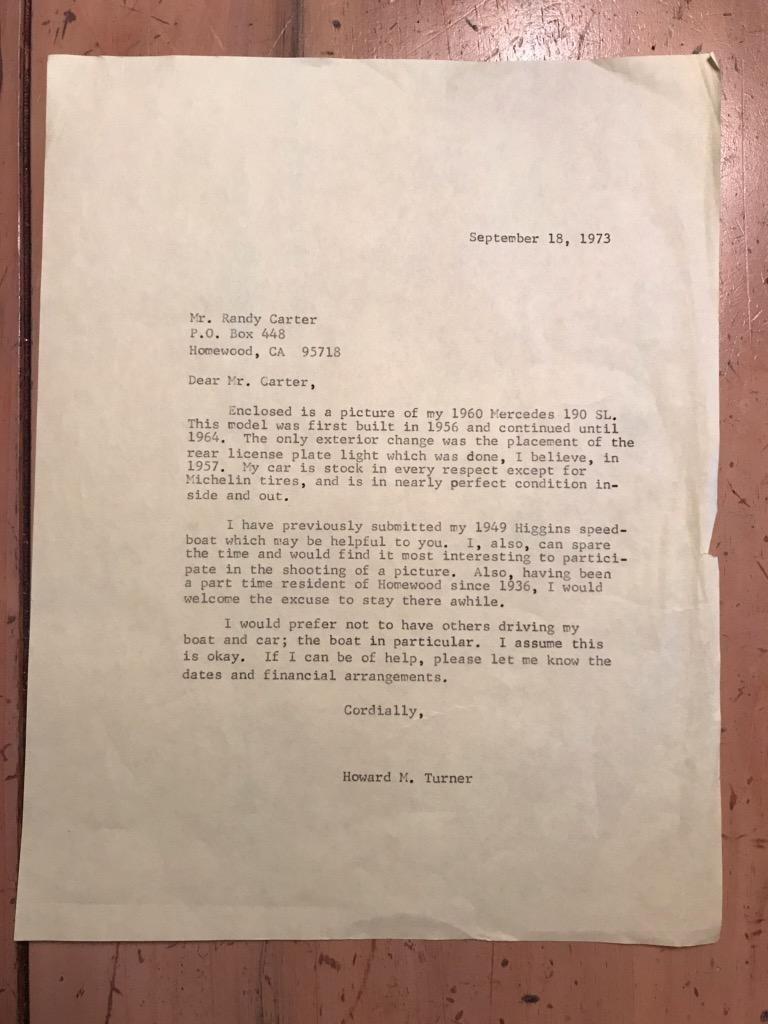 September 18, 1973
Mr. Randy Carter
P.O. Box 448
Homewood, CA  95718
Dear Mr. Carter,
Enclosed is a picture of my 1960 Mercedes 190 SL.
This model was first built in 1956 and continued until
1964.  The only exterior change was the placement of the
rear license plate light which was done, I believe, in
1957.  My car is stock in every respect except for
Michelin tires, and is in nearly perfect condition in-
side and out.
I have previously submitted my 1949 Higgins speed-
boat which may be helpful to you.  I, also, can spare
the time and would find it most interesting to partici-
pate in the shooting of a picture.  Also, having been
a part time resident of Homewood since 1936, I would
welcome the excuse to stay there awhile.
I would prefer not to have others driving my
boat and car; the boat in particular.  I assume this
is okay.  If I can be of help, please let me know the
dates and financial arrangements.
Cordially,
Howard M. Turner